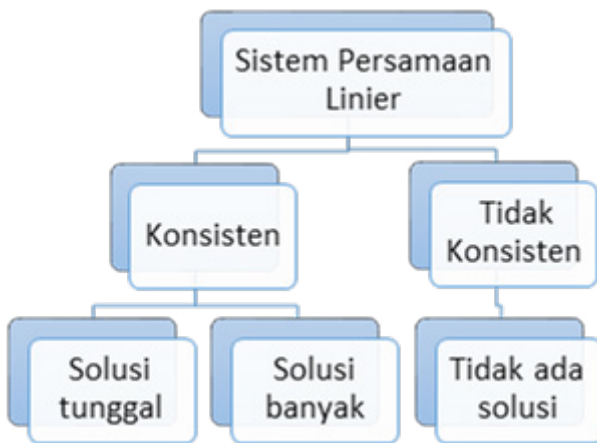 Sistem Persamaan
Linier
Konsisten
Tidak
Konsisten
Solusi
tunggal
Solusi
banyak
Tidak ada
solusi